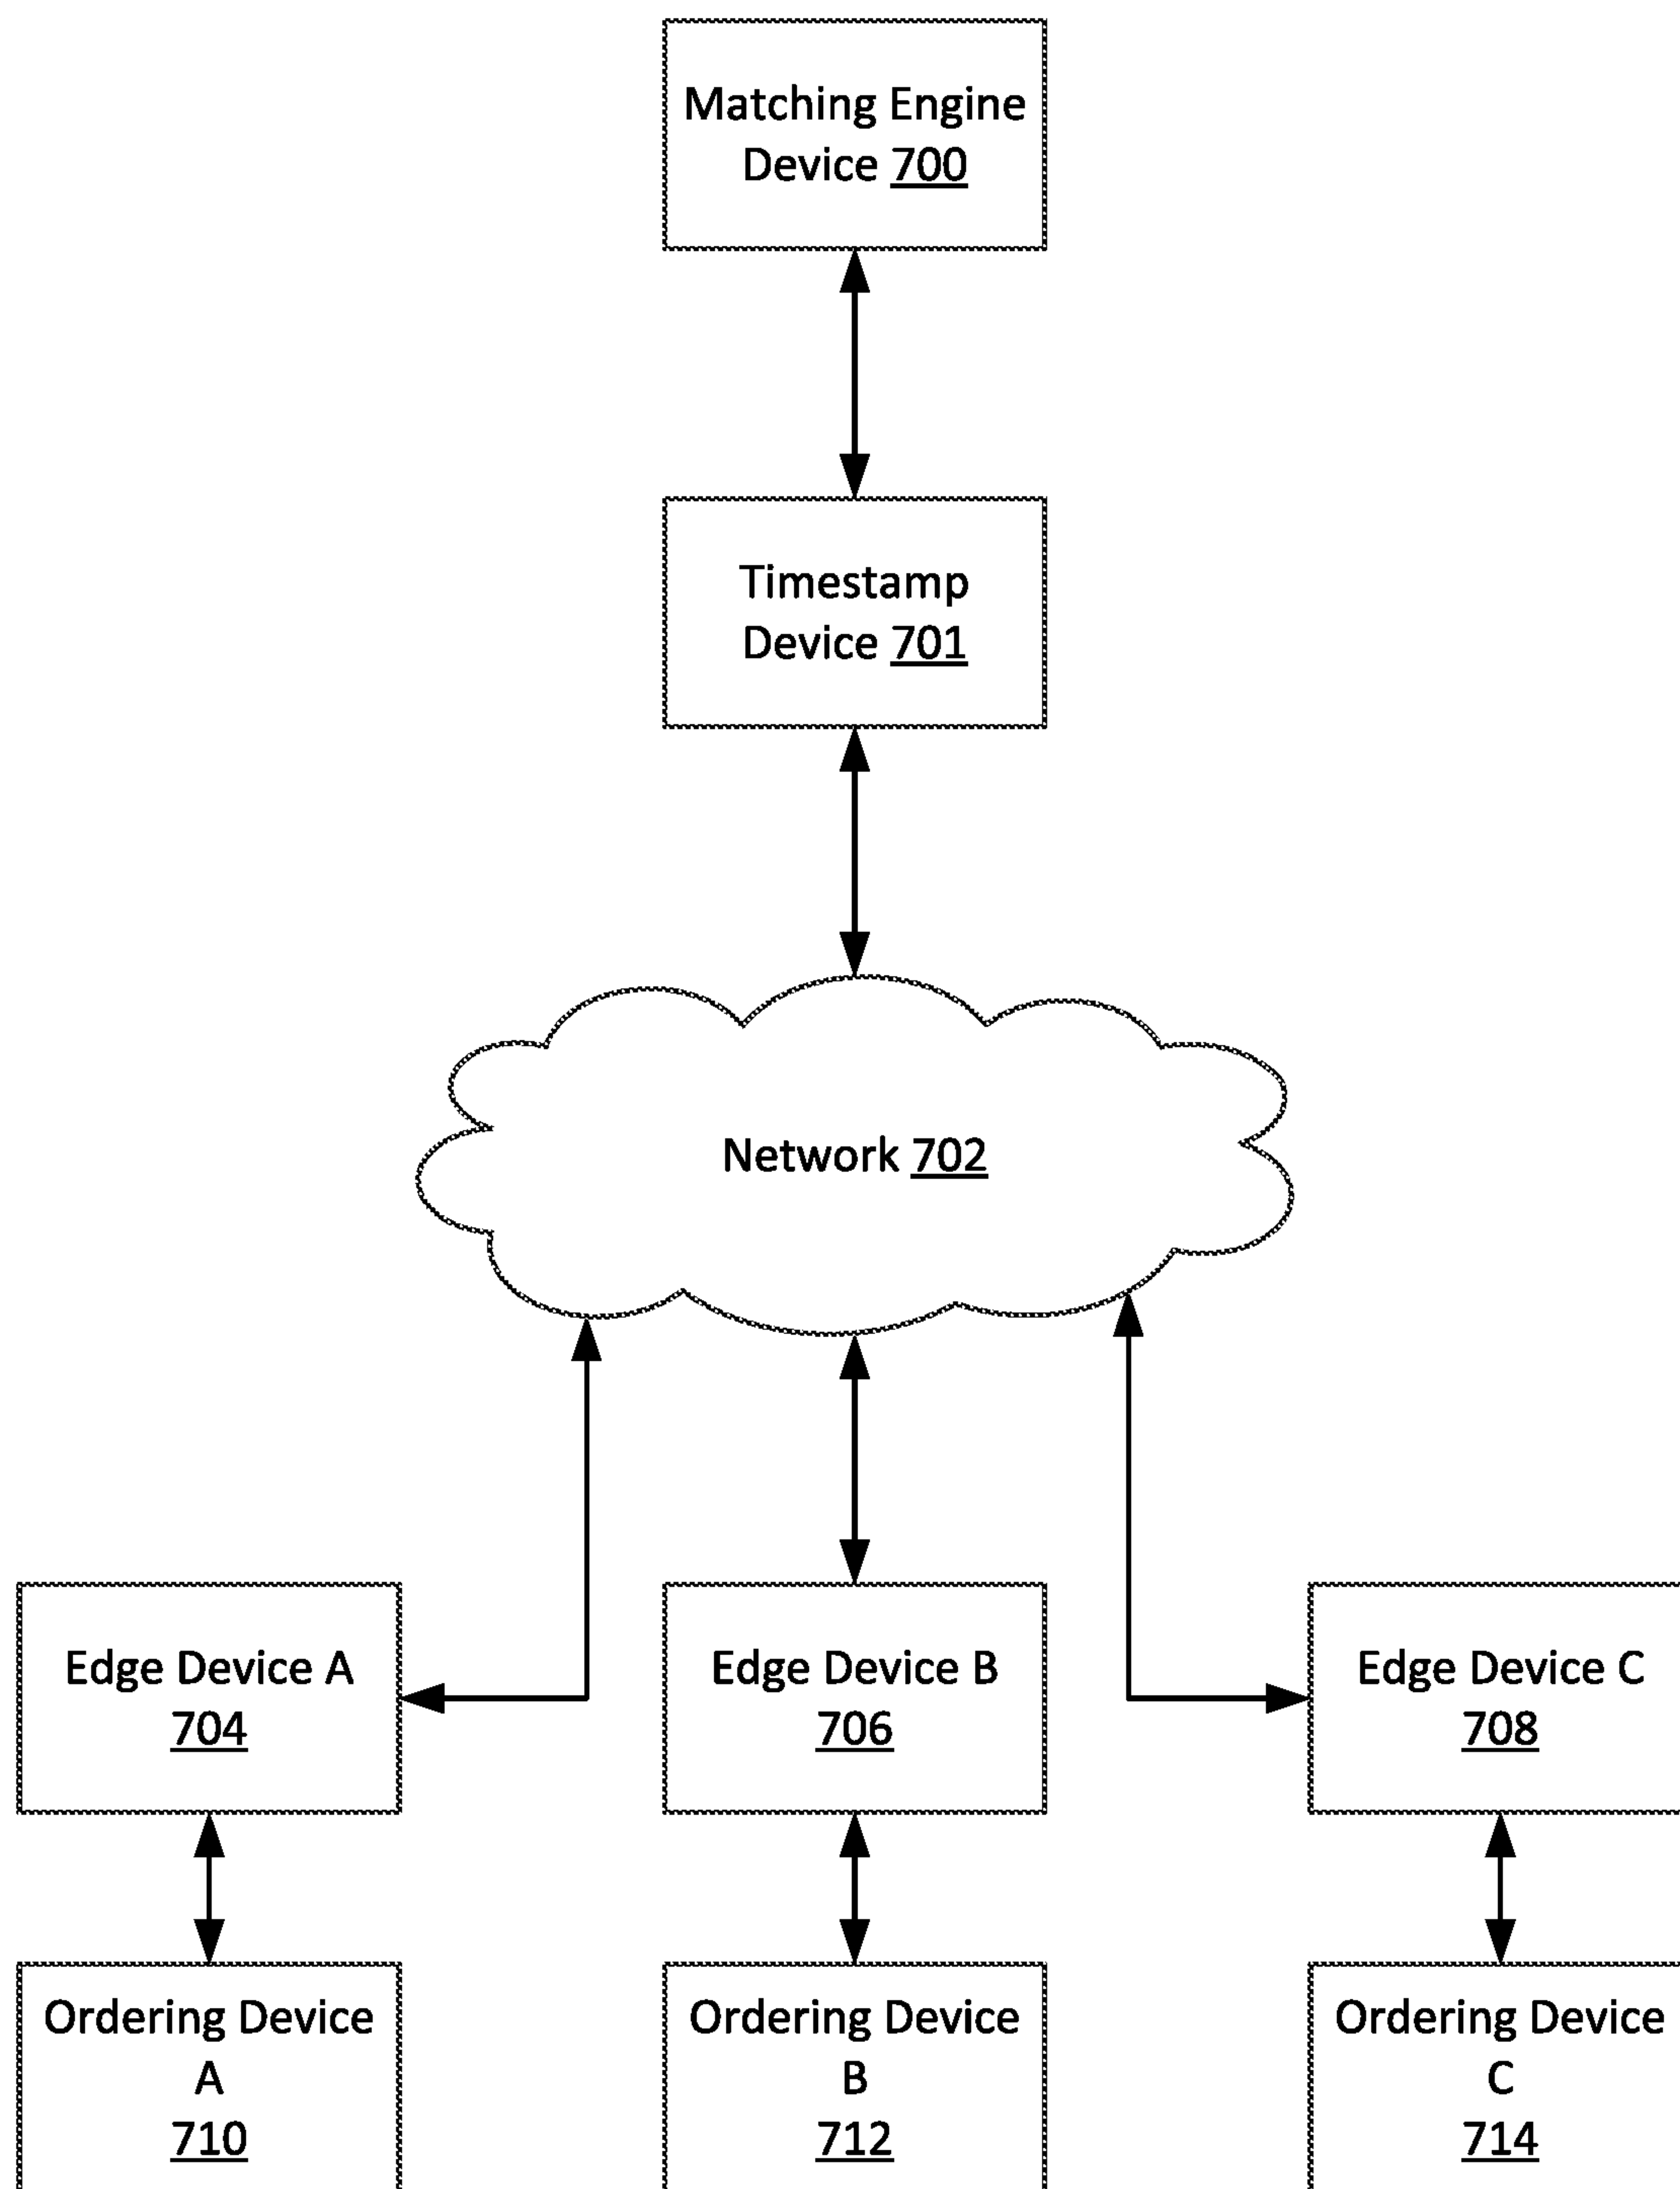 Matching Engine
Device 700
Timestamp
Device 701
Network 702
Edge Device A
704
Edge Device B
706
Edge Device C
708
Ordering Device
A
710
Ordering Device
B
712
Ordering Device
C
714